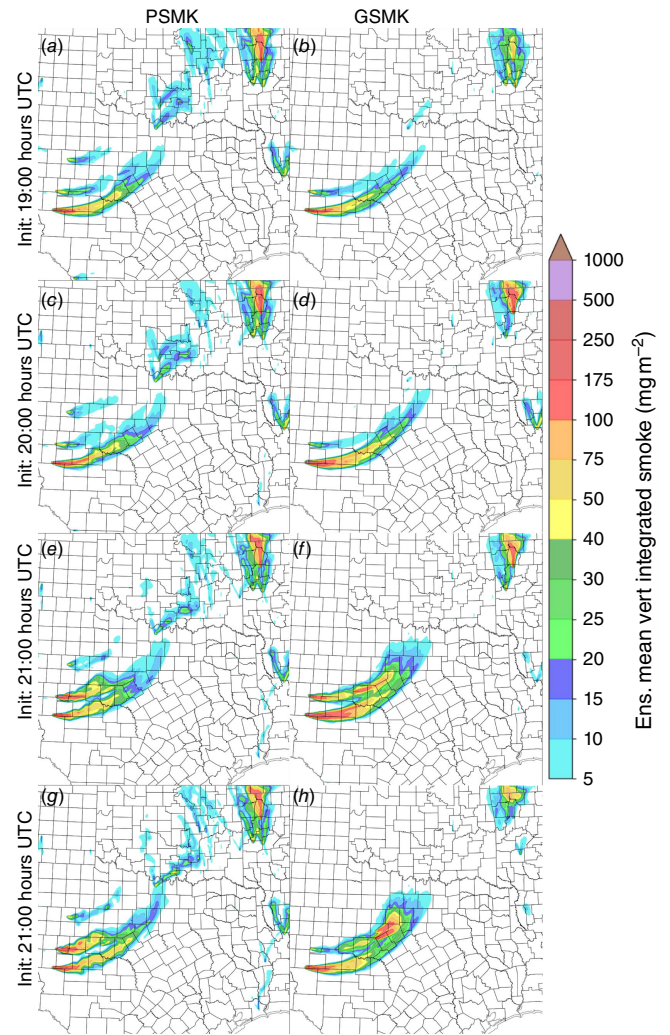 PSMK
GSMK
(a)
(b)
Init: 19:00 hours UTC
(c)
(d)
Init: 20:00 hours UTC
(e)
(f)
Init: 21:00 hours UTC
(g)
(h)
Init: 21:00 hours UTC
1000
500
250
175
100
75
50
40
30
25
20
15
10
5
Ens. mean vert integrated smoke (mg m−2)